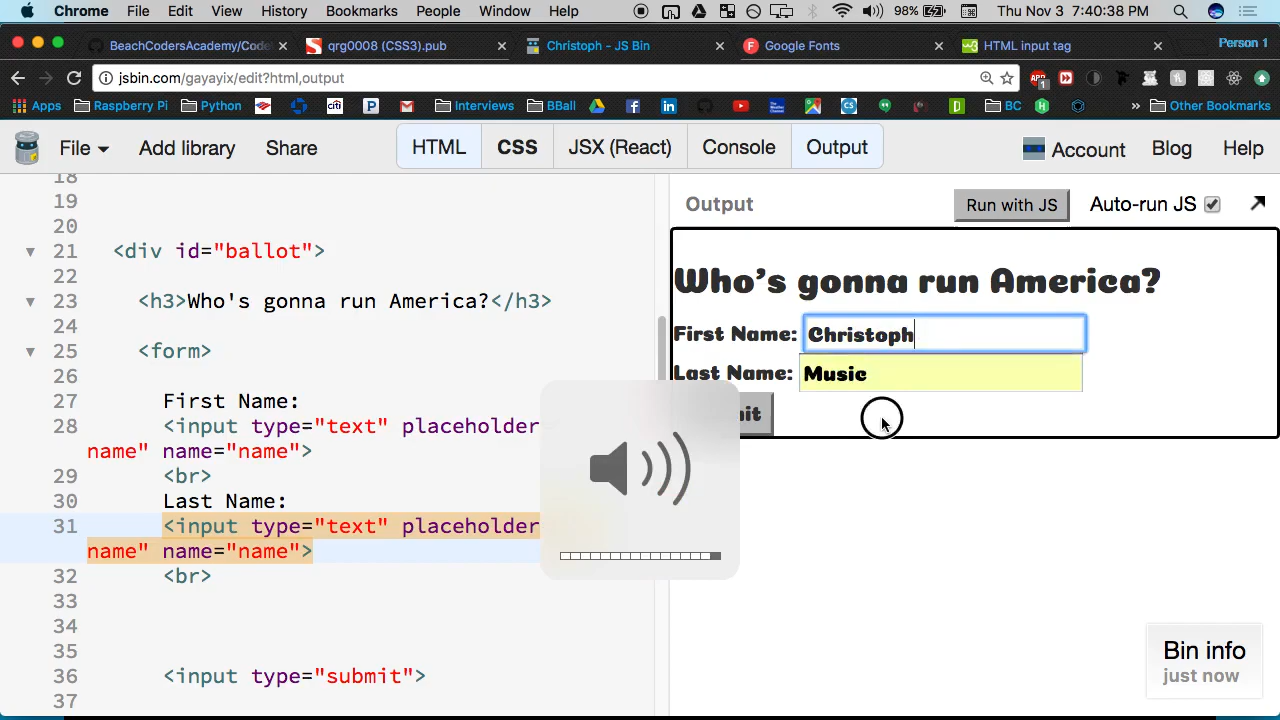 Chrome File Edit View History Bookmarks People Window Help 98% Thu Nov 3 7:40:38 PM
BeachCodersAcademy/Code qrg0008 (CSS3).pub Christoph - JS Bin Google Fonts HTML input tag Person 1
jsbin.com/gayayix/edit?html,output
Apps Raspberry Pi Python Interviews BBall BC » Other Bookmarks
File Add library Share HTML CSS JSX (React) Console Output Account Blog Help
Output Run with JS Auto-run JS
18
19
20
21 <div id="ballot">
22
23 <h3>Who's gonna run America?</h3>
24
25 <form>
26
27 First Name:
28 <input type="text" placeholder=
name" name="name">
29 <br>
30 Last Name:
31 <input type="text" placeholder
name" name="name">
32 <br>
33
34
35
36 <input type="submit">
37
Who's gonna run America?
First Name: Christoph
Last Name: Music
Bin info
just now